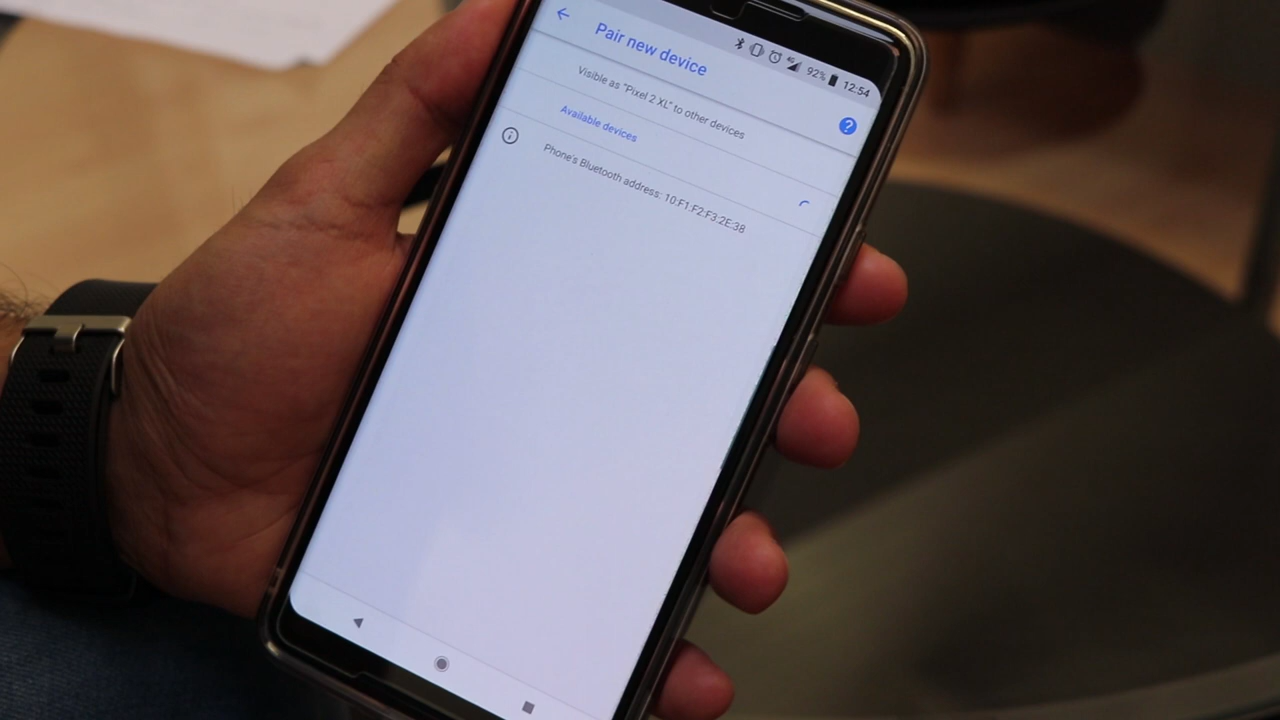 4G 92% 12:54
Pair new device
?
Visible as "Pixel 2 XL" to other devices
Available devices
Phone's Bluetooth address: 10:F1:F2:F3:2E:38